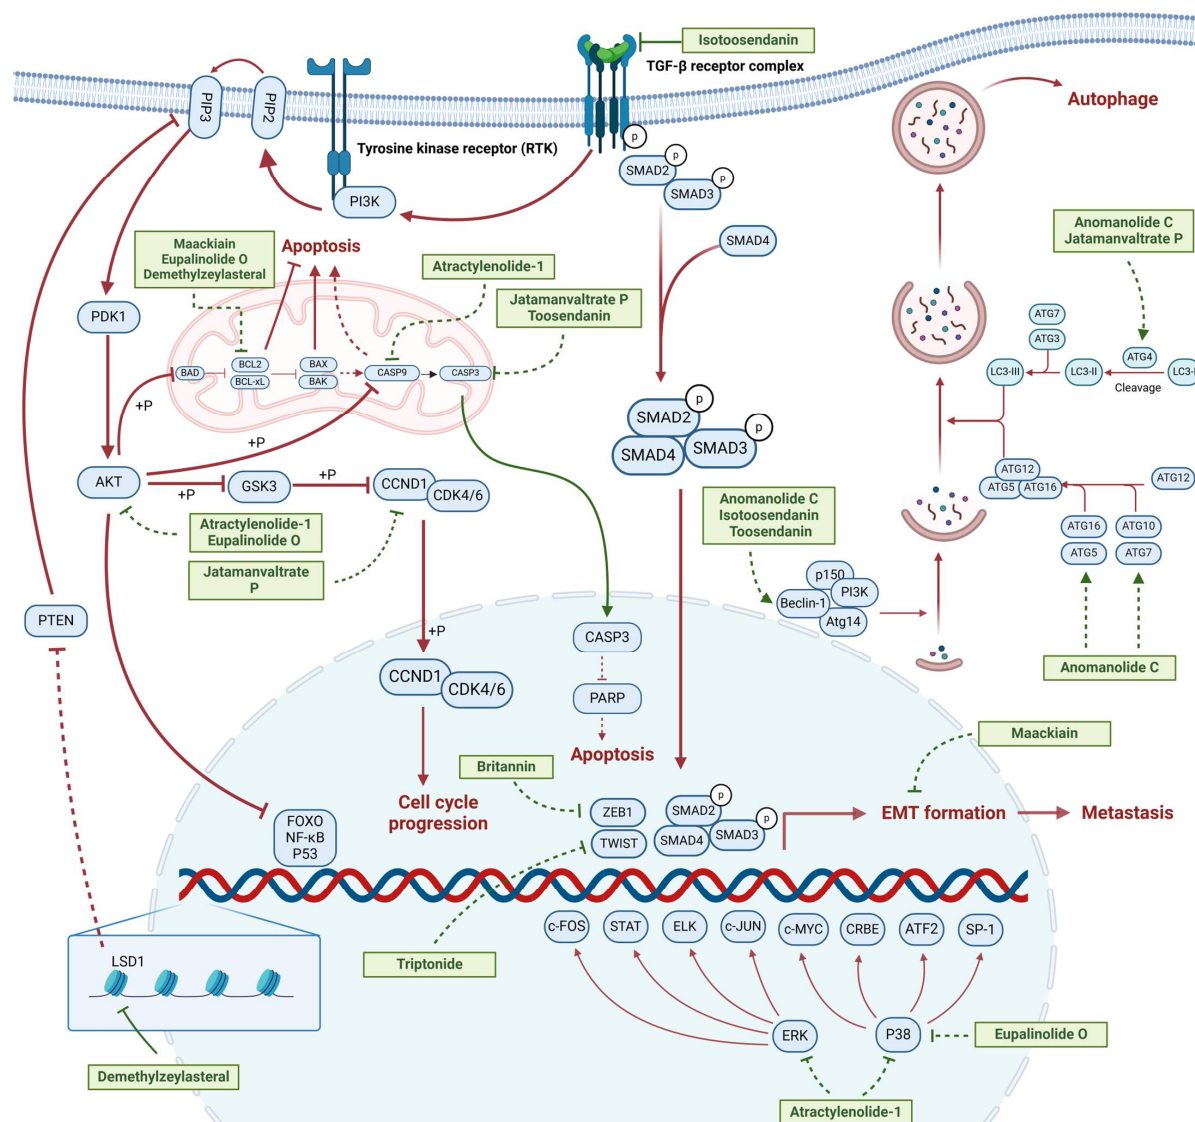 Isotoosendanin
TGF-β receptor complex
Autophage
PIP3
PIP2
Tyrosine kinase receptor (RTK)
PI3K
p
SMAD2
p
SMAD3
p
SMAD4
Anomanolide C
Jatamanvaltrate P
Maackiain
Eupalinolide O
Demethylzeylasteral
Apoptosis
Atractylenolide-1
Jatamanvaltrate P
Toosendanin
PDK1
BAD
BCL2
BCL-xL
BAX
BAK
CASP9
CASP3
ATG7
ATG3
ATG4
LC3-III
LC3-II
LC3-I
Cleavage
+P
+P
SMAD2
p
SMAD4
SMAD3
p
AKT
+P
GSK3
+P
CCND1
CDK4/6
ATG12
ATG5
ATG16
ATG12
Atractylenolide-1
Eupalinolide O
Anomanolide C
Isotoosendanin
Toosendanin
ATG16
ATG10
ATG5
ATG7
Jatamanvaltrate
P
p150
Beclin-1
PI3K
Atg14
PTEN
+P
CASP3
Anomanolide C
CCND1
CDK4/6
PARP
Apoptosis
Maackiain
Britannin
Cell cycle
progression
FOXO
NF-κB
P53
ZEB1
TWIST
SMAD2
p
SMAD4
SMAD3
p
EMT formation
Metastasis
c-FOS
STAT
ELK
c-JUN
c-MYC
CRBE
ATF2
SP-1
LSD1
Triptonide
ERK
P38
Eupalinolide O
Demethylzeylasteral
Atractylenolide-1